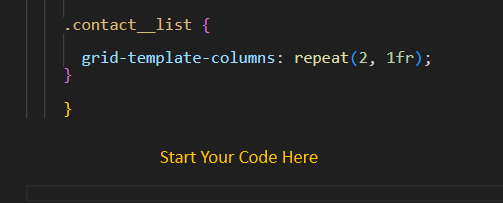 .contact__list {
grid-template-columns: repeat(2, 1fr);
}
}
Start Your Code Here